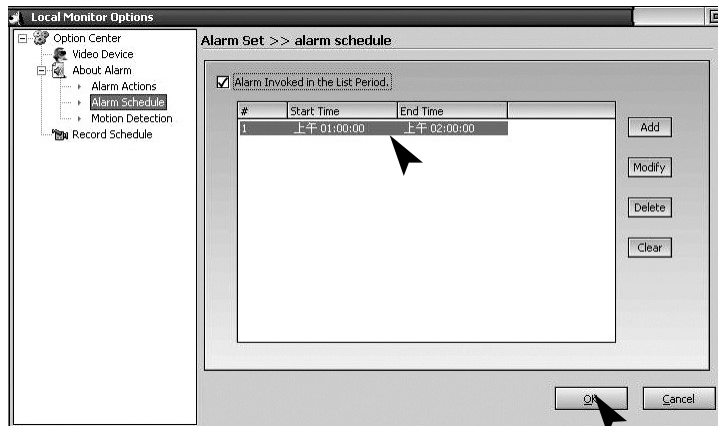 Local Monitor Options
Option Center
Video Device
About Alarm
Alarm Actions
Alarm Schedule
Motion Detection
Record Schedule
Alarm Set >> alarm schedule
Alarm Invoked in the List Period.
# Start Time End Time
1 上午 01:00:00 上午 02:00:00
Add
Modify
Delete
Clear
OK Cancel